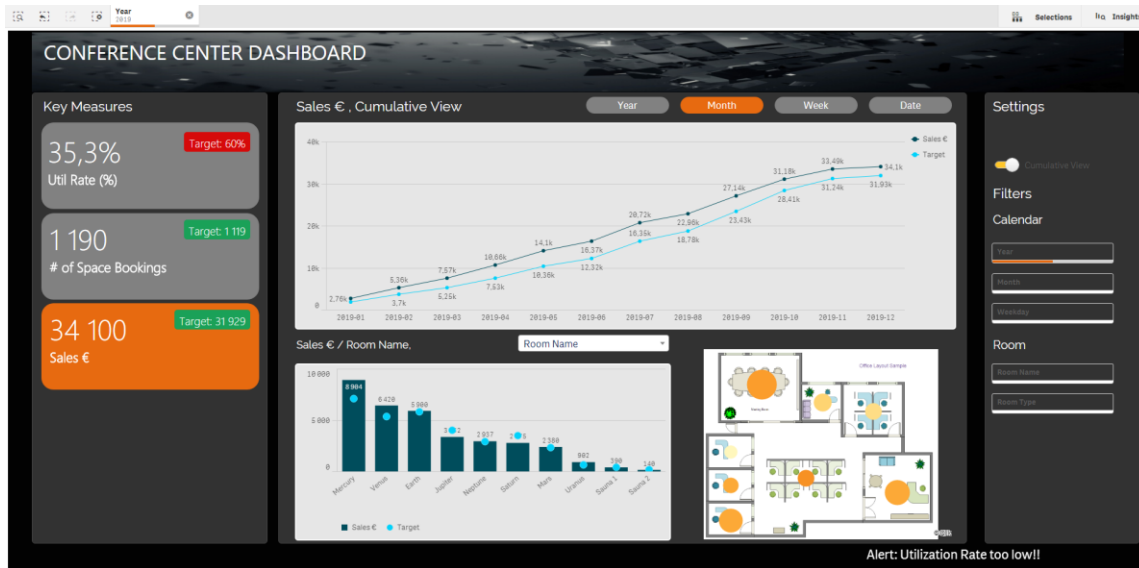 Year
2019
Selections
Insights
CONFERENCE CENTER DASHBOARD
Key Measures
35,3%
Target: 60%
Util Rate (%)
1 190
Target: 1 119
# of Space Bookings
34 100
Target: 31 929
Sales €
Sales € , Cumulative View
Year
Month
Week
Date
40k
30k
20k
10k
0
2,76k
5,36k
7,57k
10,66k
14,1k
16,37k
20,72k
22,96k
27,14k
31,18k
33,49k
34,1k
3,7k
5,25k
7,53k
10,36k
12,32k
16,35k
18,78k
23,43k
28,41k
31,24k
31,93k
2019-01
2019-02
2019-03
2019-04
2019-05
2019-06
2019-07
2019-08
2019-09
2019-10
2019-11
2019-12
Sales €
Target
Sales € / Room Name,
Room Name
10 000
5 000
0
8 904
6 420
5 900
2 957
2 380
902
140
Mercury
Venus
Earth
Jupiter
Neptune
Saturn
Mars
Uranus
Sauna 1
Sauna 2
Sales €
Target
Office Layout Sample
Settings
Cumulative View
Filters
Calendar
Year
Month
Weekday
Room
Room Name
Room Type
Alert: Utilization Rate too low!!